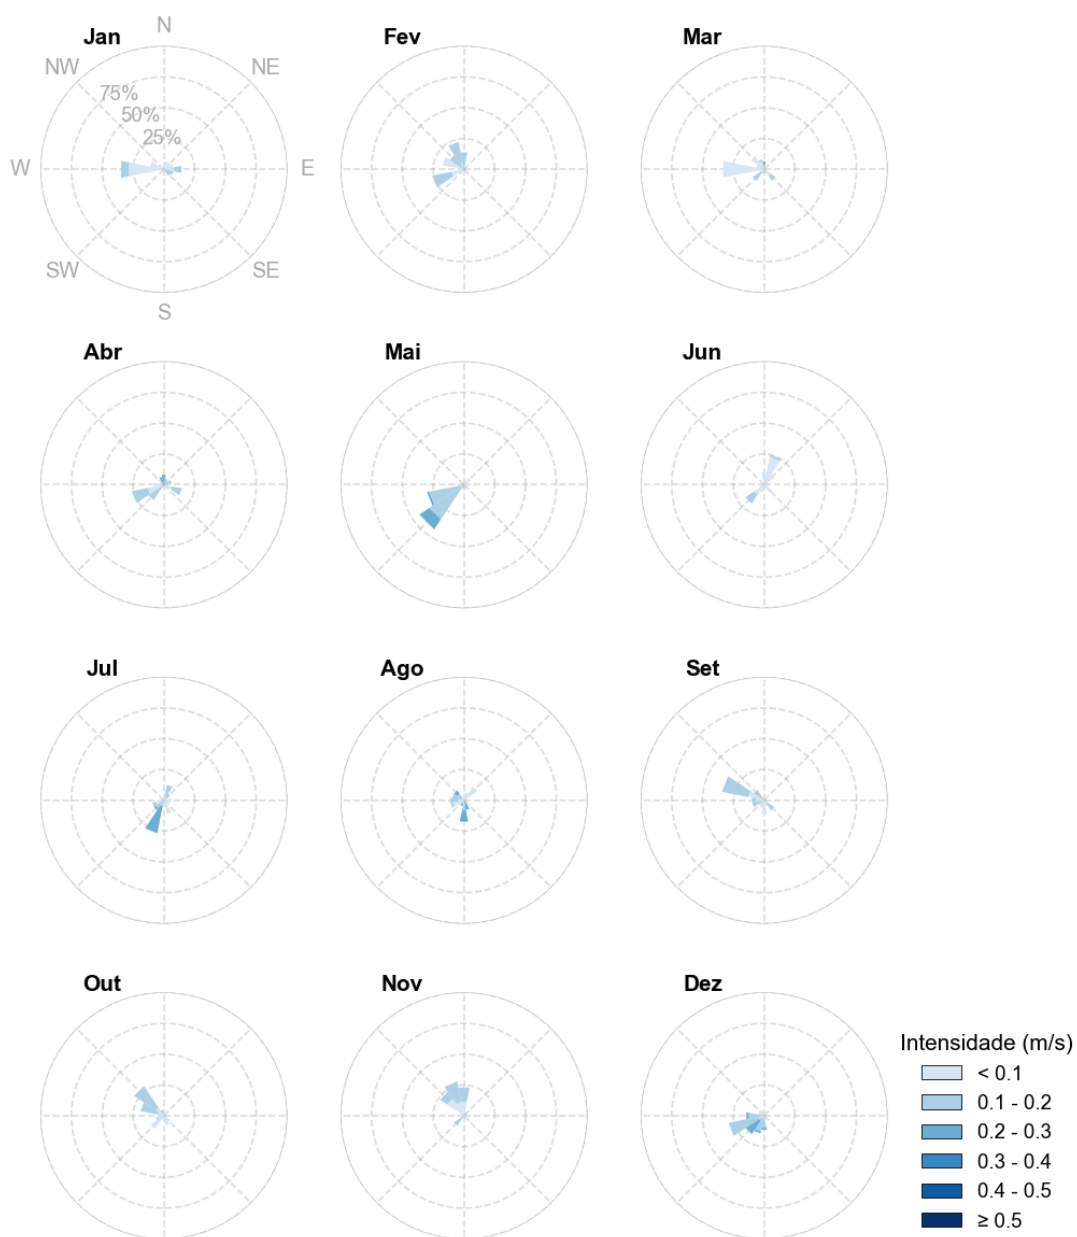 Jan
N
Fev
Mar
NW
NE
75%
50%
25%
W
E
SW
SE
S
Abr
Mai
Jun
Jul
Ago
Set
Out
Nov
Dez
Intensidade (m/s)
< 0.1
0.1 - 0.2
0.2 - 0.3
0.3 - 0.4
0.4 - 0.5
≥ 0.5